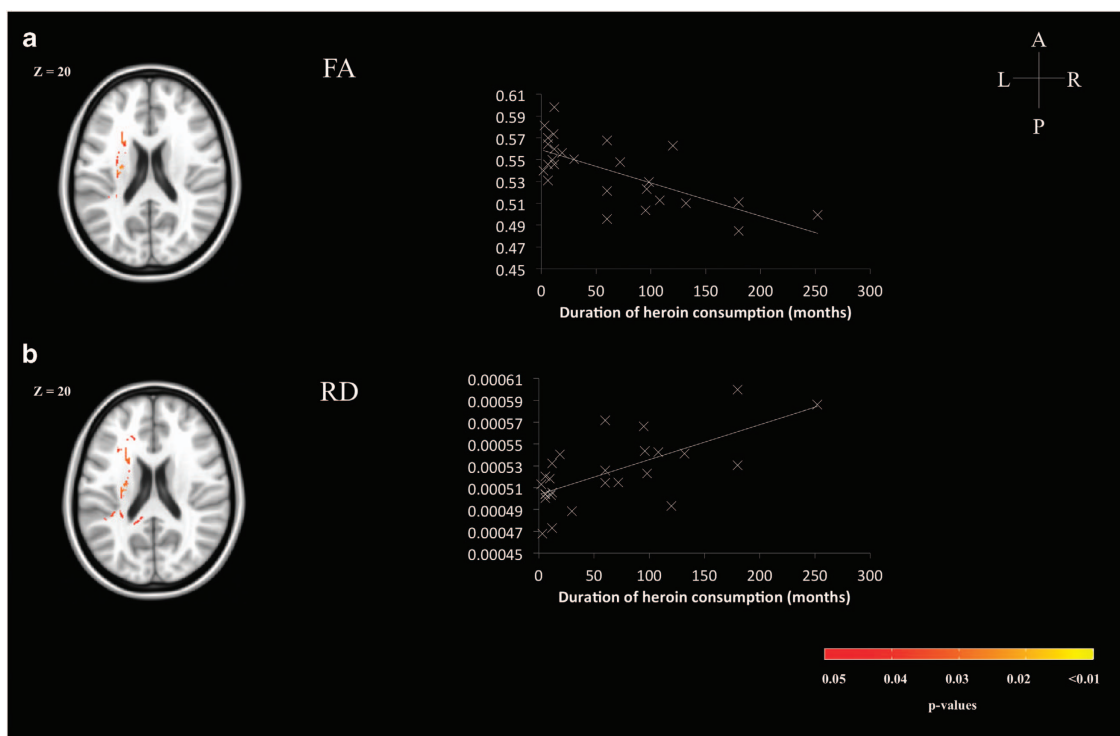 a
Z = 20
FA
A
L R
P
0.61
0.59
0.57
0.55
0.53
0.51
0.49
0.47
0.45
0 50 100 150 200 250 300
Duration of heroin consumption (months)
b
Z = 20
RD
0.00061
0.00059
0.00057
0.00055
0.00053
0.00051
0.00049
0.00047
0.00045
0 50 100 150 200 250 300
Duration of heroin consumption (months)
0.05 0.04 0.03 0.02 <0.01
p-values